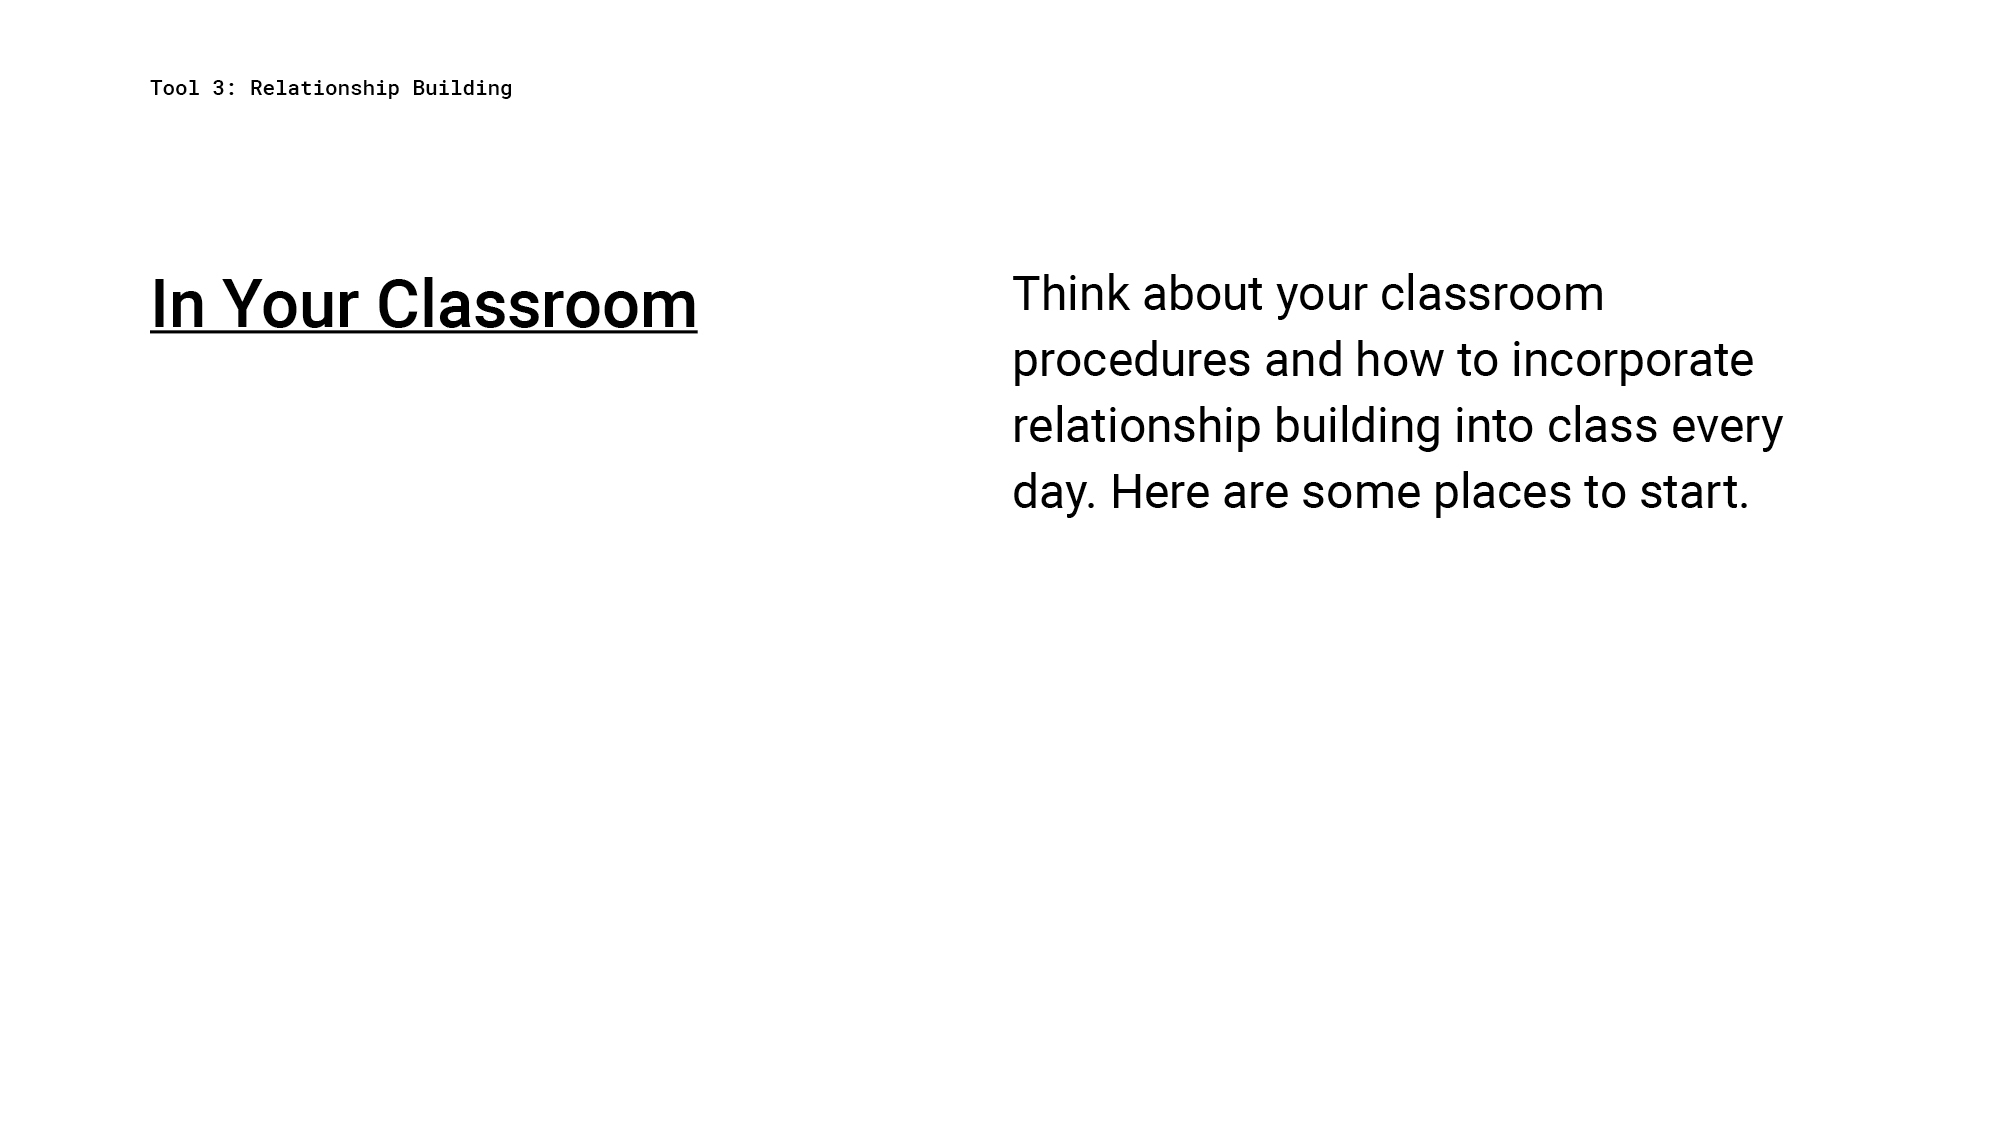 Tool 3: Relationship Building
In Your Classroom
Think about your classroom
procedures and how to incorporate
relationship building into class every
day. Here are some places to start.